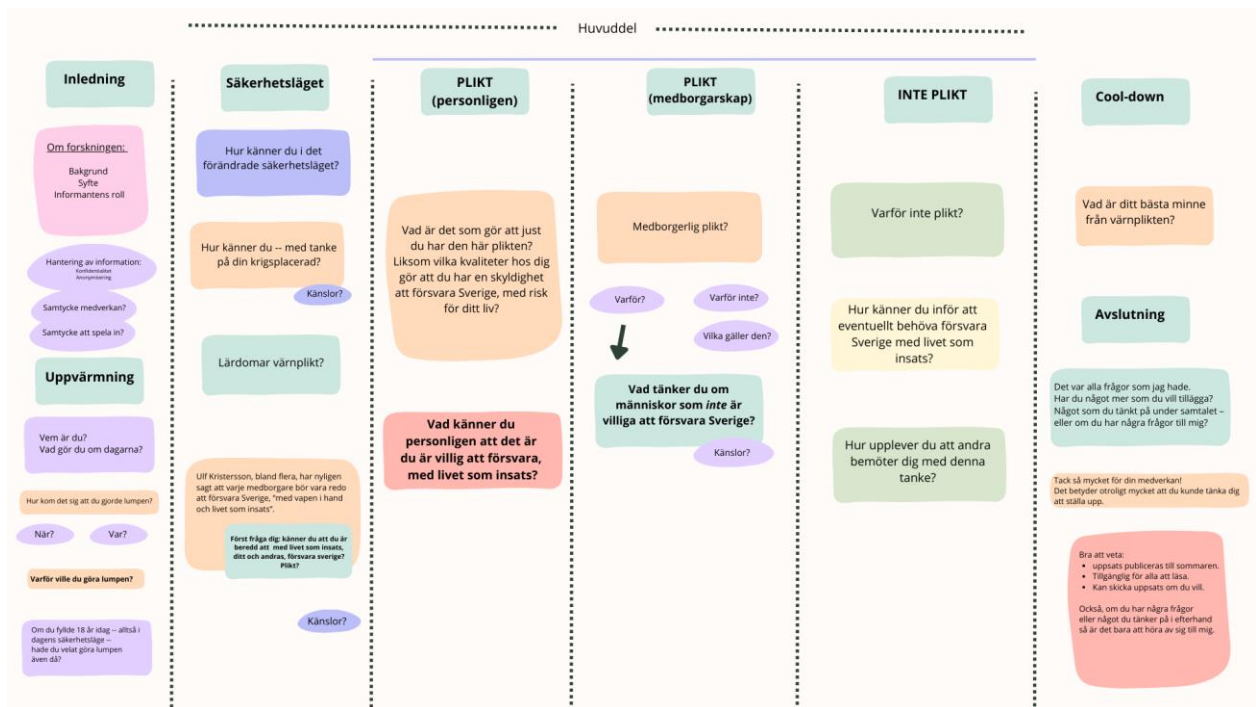 Huvuddel
Inledning
Om forskningen:
Bakgrund
Syfte
Informantens roll
Hantering av information:
Konfidentialitet
Anonymisering
Samtycke medverkan?
Samtycke att spela in?
Uppvärmning
Vem är du?
Vad gör du om dagarna?
Hur kom det sig att du gjorde lumpen?
När?
Var?
Varför ville du göra lumpen?
Om du fyllde 18 år idag -- alltså i
dagens säkerhetsläge --
hade du velat göra lumpen
även då?
Säkerhetsläget
Hur känner du i det
förändrade säkerhetsläget?
Hur känner du -- med tanke
på din krigsplacerad?
Känslor?
Lärdomar värnplikt?
Ulf Kristersson, bland flera, har nyligen
sagt att varje medborgare bör vara redo
att försvara Sverige, "med vapen i hand
och livet som insats".
Först fråga dig: känner du att du är
beredd att  med livet som insats,
ditt och andras, försvara sverige?
Plikt?
Känslor?
PLIKT
(personligen)
Vad är det som gör att just
du har den här plikten?
Liksom vilka kvaliteter hos dig
gör att du har en skyldighet
att försvara Sverige, med risk
för ditt liv?
Vad känner du
personligen att det är
du är villig att försvara,
med livet som insats?
PLIKT
(medborgarskap)
Medborgerlig plikt?
Varför?
Varför inte?
Vilka gäller den?
Vad tänker du om
människor som inte är
villiga att försvara Sverige?
Känslor?
INTE PLIKT
Varför inte plikt?
Hur känner du inför att
eventuellt behöva försvara
Sverige med livet som
insats?
Hur upplever du att andra
bemöter dig med denna
tanke?
Cool-down
Vad är ditt bästa minne
från värnplikten?
Avslutning
Det var alla frågor som jag hade.
Har du något mer som du vill tillägga?
Något som du tänkt på under samtalet –
eller om du har några frågor till mig?
Tack så mycket för din medverkan!
Det betyder otroligt mycket att du kunde tänka dig
att ställa upp.
Bra att veta:
• uppsats publiceras till sommaren.
• Tillgänglig för alla att läsa.
• Kan skicka uppsats om du vill.
Också, om du har några frågor
eller något du tänker på i efterhand
så är det bara att höra av sig till mig.